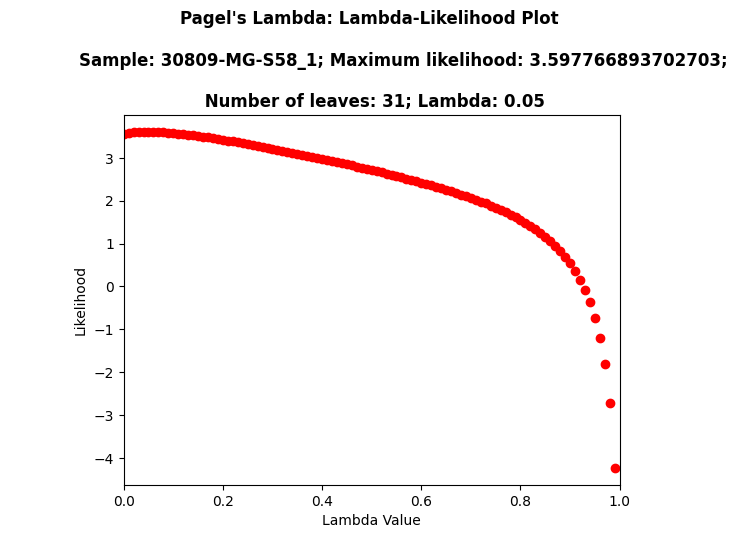 Pagel's Lambda: Lambda-Likelihood Plot
Sample: 30809-MG-S58_1; Maximum likelihood: 3.597766893702703;
Number of leaves: 31; Lambda: 0.05
3
2
1
0
−1
−2
−3
−4
Likelihood
0.0 0.2 0.4 0.6 0.8 1.0
Lambda Value